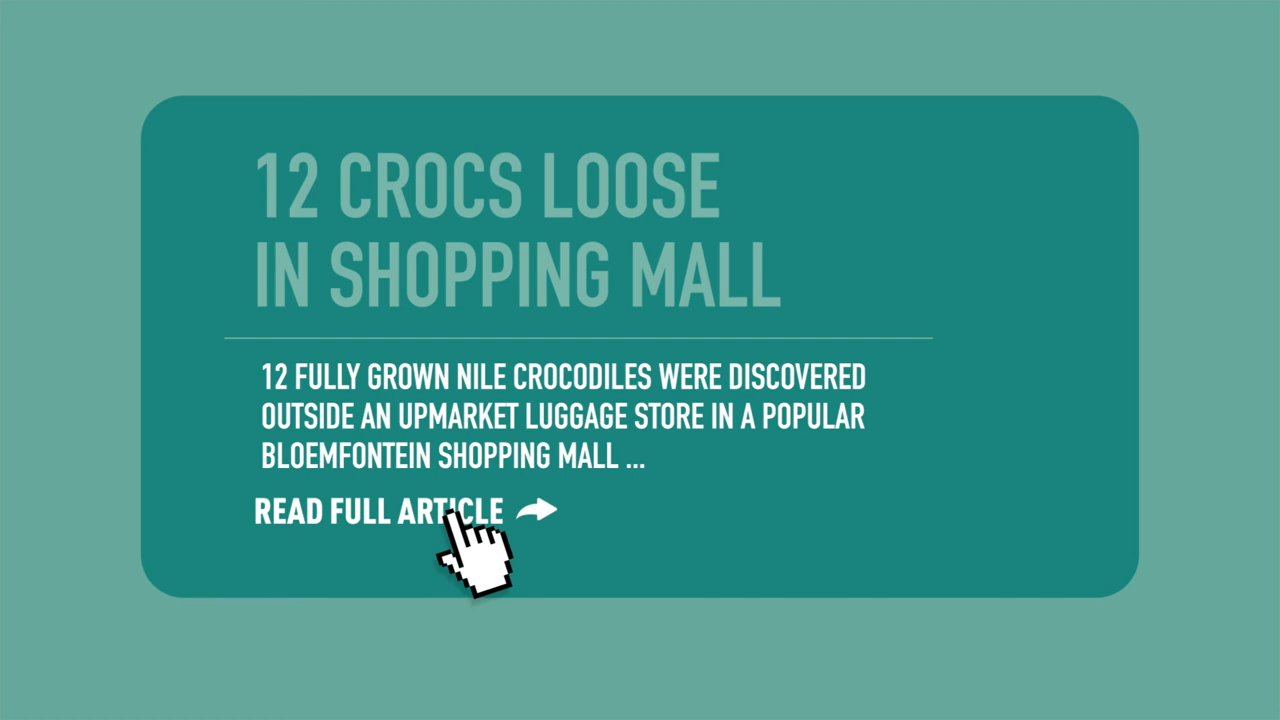 12 CROCS LOOSE
IN SHOPPING MALL
12 FULLY GROWN NILE CROCODILES WERE DISCOVERED
OUTSIDE AN UPMARKET LUGGAGE STORE IN A POPULAR
BLOEMFONTEIN SHOPPING MALL ...
READ FULL ARTICLE